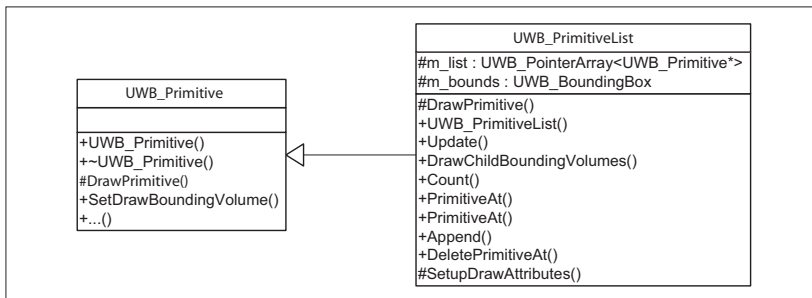 UWB_Primitive
+UWB_Primitive()
+~UWB_Primitive()
#DrawPrimitive()
+SetDrawBoundingVolume()
+...()
UWB_PrimitiveList
#m_list : UWB_PointerArray<UWB_Primitive*>
#m_bounds : UWB_BoundingBox
#DrawPrimitive()
+UWB_PrimitiveList()
+Update()
+DrawChildBoundingVolumes()
+Count()
+PrimitiveAt()
+PrimitiveAt()
+Append()
+DeletePrimitiveAt()
#SetupDrawAttributes()